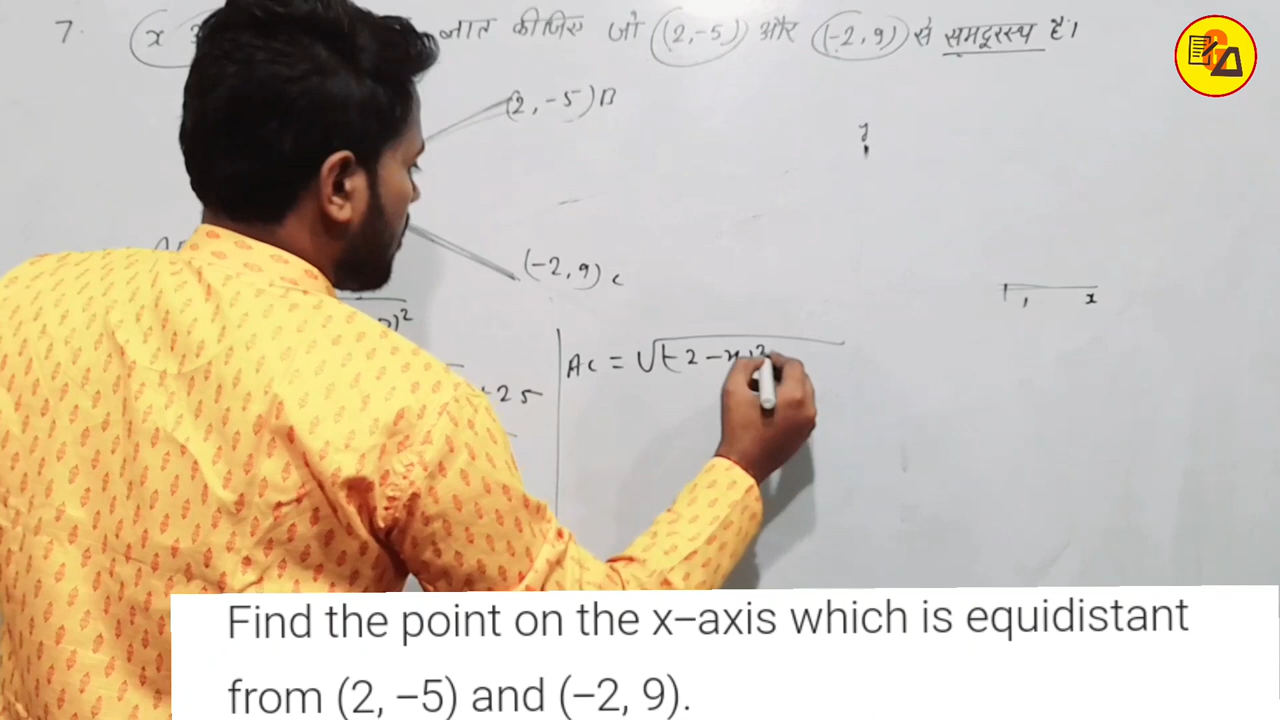 7. (x ज्ञात कीजिए जो (2,-5) और (-2,9) से समदूरस्थ है।
(2,-5)B
y
(-2,9) c
x
)²
AC = √(-2-x)²
25
Find the point on the x–axis which is equidistant
from (2, –5) and (–2, 9).